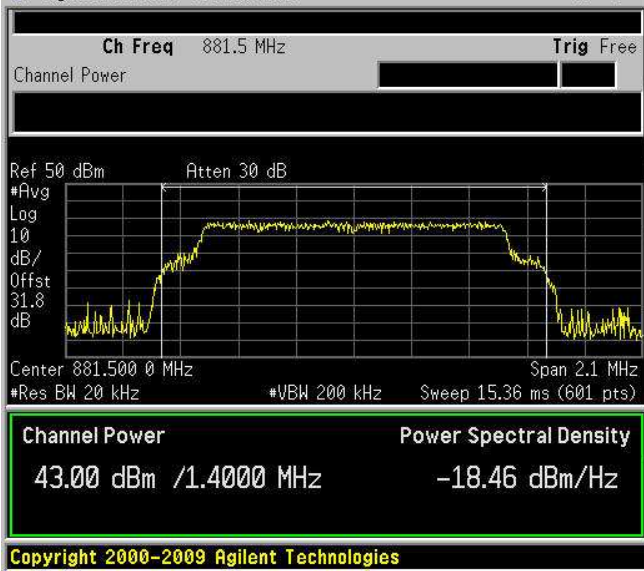 Ch Freq 881.5 MHz Trig Free
Channel Power
Ref 50 dBm Atten 30 dB
#Avg
Log
10
dB/
Offst
31.8
dB
Center 881.500 0 MHz Span 2.1 MHz
#Res BW 20 kHz #VBW 200 kHz Sweep 15.36 ms (601 pts)
Channel Power Power Spectral Density
43.00 dBm /1.4000 MHz -18.46 dBm/Hz
Copyright 2000-2009 Agilent Technologies